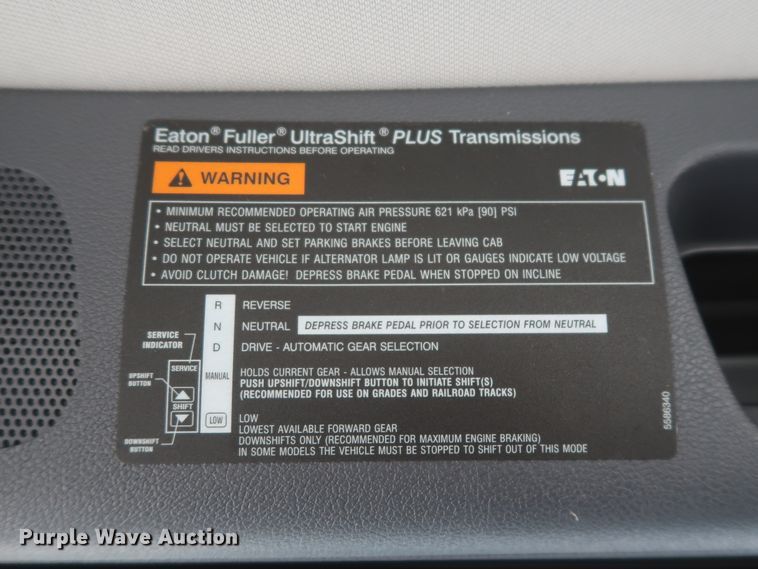 Eaton® Fuller® UltraShift® PLUS Transmissions
READ DRIVERS INSTRUCTIONS BEFORE OPERATING
WARNING
EATON
• MINIMUM RECOMMENDED OPERATING AIR PRESSURE 621 kPa [90] PSI
• NEUTRAL MUST BE SELECTED TO START ENGINE
• SELECT NEUTRAL AND SET PARKING BRAKES BEFORE LEAVING CAB
• DO NOT OPERATE VEHICLE IF ALTERNATOR LAMP IS LIT OR GAUGES INDICATE LOW VOLTAGE
• AVOID CLUTCH DAMAGE! DEPRESS BRAKE PEDAL WHEN STOPPED ON INCLINE
R REVERSE
N NEUTRAL DEPRESS BRAKE PEDAL PRIOR TO SELECTION FROM NEUTRAL
D DRIVE - AUTOMATIC GEAR SELECTION
SERVICE
INDICATOR
SERVICE
UPSHIFT
BUTTON
SHIFT
DOWNSHIFT
BUTTON
MANUAL
HOLDS CURRENT GEAR - ALLOWS MANUAL SELECTION
PUSH UPSHIFT/DOWNSHIFT BUTTON TO INITIATE SHIFT(S)
(RECOMMENDED FOR USE ON GRADES AND RAILROAD TRACKS)
LOW LOW
LOWEST AVAILABLE FORWARD GEAR
DOWNSHIFTS ONLY (RECOMMENDED FOR MAXIMUM ENGINE BRAKING)
IN SOME MODELS THE VEHICLE MUST BE STOPPED TO SHIFT OUT OF THIS MODE
5586340
Purple Wave Auction